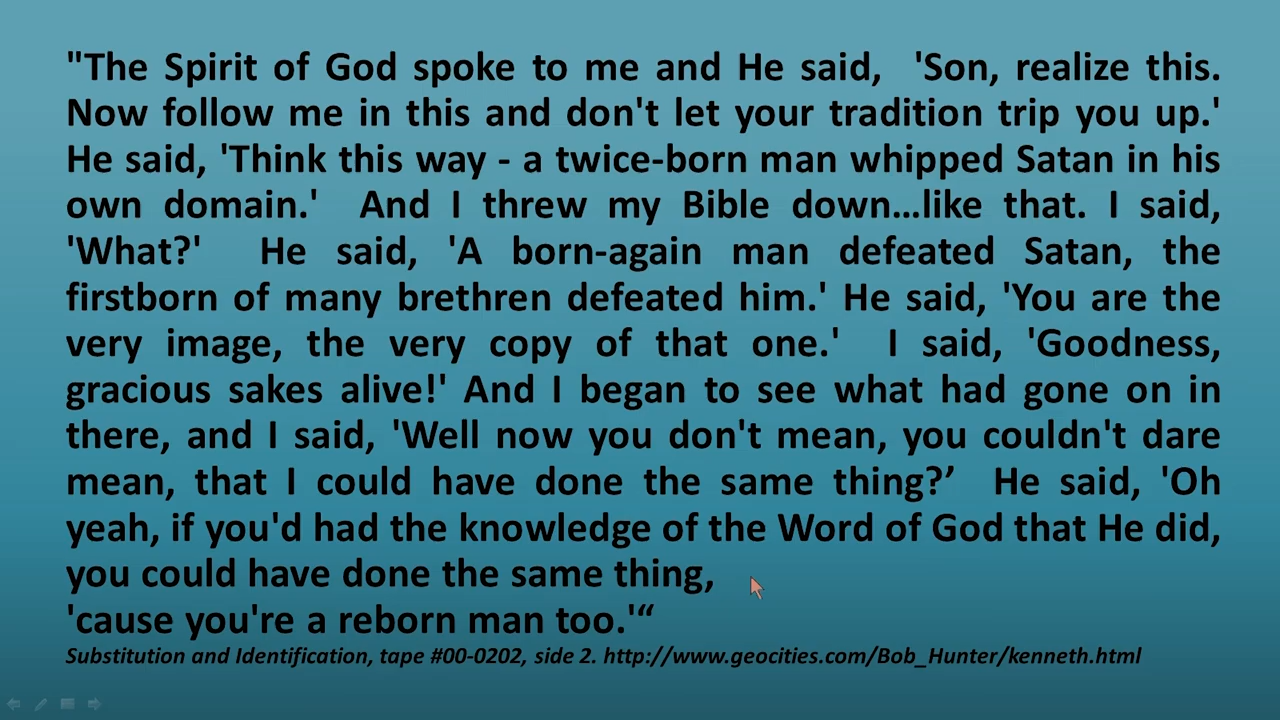 "The Spirit of God spoke to me and He said, 'Son, realize this.
Now follow me in this and don't let your tradition trip you up.'
He said, 'Think this way - a twice-born man whipped Satan in his
own domain.' And I threw my Bible down…like that. I said,
'What?' He said, 'A born-again man defeated Satan, the
firstborn of many brethren defeated him.' He said, 'You are the
very image, the very copy of that one.' I said, 'Goodness,
gracious sakes alive!' And I began to see what had gone on in
there, and I said, 'Well now you don't mean, you couldn't dare
mean, that I could have done the same thing?’ He said, 'Oh
yeah, if you'd had the knowledge of the Word of God that He did,
you could have done the same thing,
'cause you're a reborn man too.'“
Substitution and Identification, tape #00-0202, side 2. http://www.geocities.com/Bob_Hunter/kenneth.html